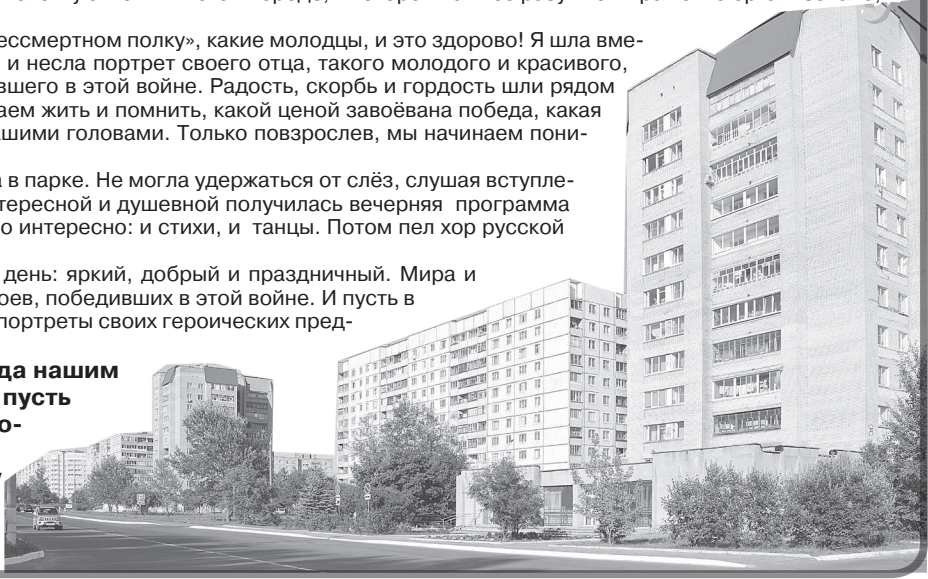 ессмертном полку», какие молодцы, и это здорово! Я шла вме-
и несла портрет своего отца, такого молодого и красивого,
вшего в этой войне. Радость, скорбь и гордость шли рядом
аем жить и помнить, какой ценой завоёвана победа, какая
ашими головами. Только повзрослев, мы начинаем пони-
в парке. Не могла удержаться от слёз, слушая вступле-
тересной и душевной получилась вечерняя программа
о интересно: и стихи, и танцы. Потом пел хор русской
день: яркий, добрый и праздничный. Мира и
оев, победивших в этой войне. И пусть в
портреты своих героических пред-
да нашим
пусть
о-